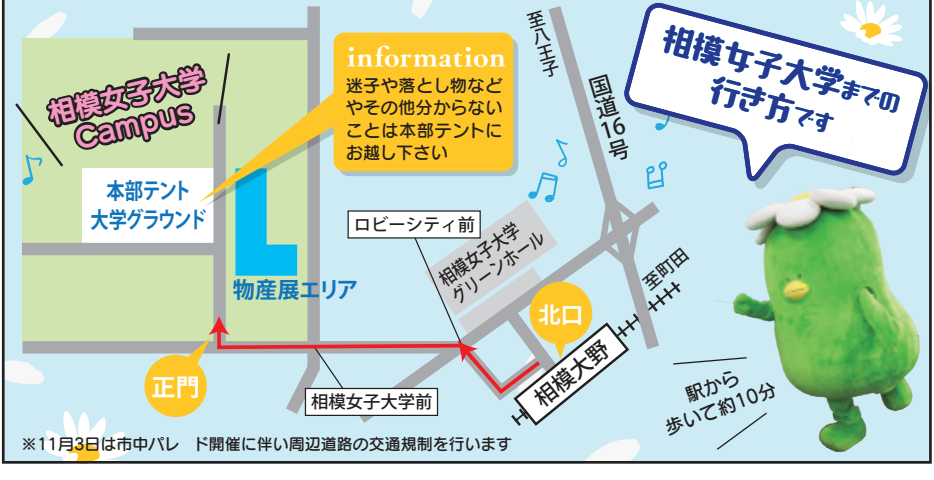 相模女子大学までの
行き方です
至八王子
国道16号
information
迷子や落とし物など
やその他分からない
ことは本部テントに
お越し下さい
相模女子大学
Campus
本部テント
大学グラウンド
物産展エリア
ロビーシティ前
相模女子大学
グリーンホール
至町田
北口
相模大野
正門
相模女子大学前
駅から
歩いて約10分
※11月3日は市中パレ　ド開催に伴い周辺道路の交通規制を行います